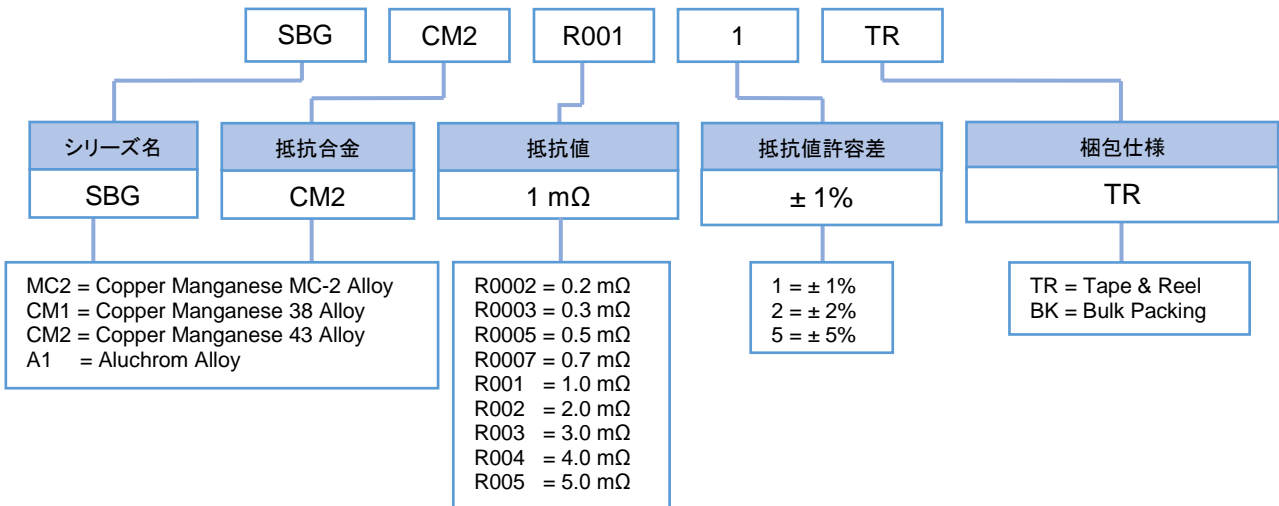 SBG CM2 R001 1 TR
シリーズ名 抵抗合金 抵抗値 抵抗値許容差 梱包仕様
SBG CM2 1 mΩ ± 1% TR
MC2 = Copper Manganese MC-2 Alloy
CM1 = Copper Manganese 38 Alloy
CM2 = Copper Manganese 43 Alloy
A1 = Aluchrom Alloy
R0002 = 0.2 mΩ
R0003 = 0.3 mΩ
R0005 = 0.5 mΩ
R0007 = 0.7 mΩ
R001 = 1.0 mΩ
R002 = 2.0 mΩ
R003 = 3.0 mΩ
R004 = 4.0 mΩ
R005 = 5.0 mΩ
1 = ± 1%
2 = ± 2%
5 = ± 5%
TR = Tape & Reel
BK = Bulk Packing